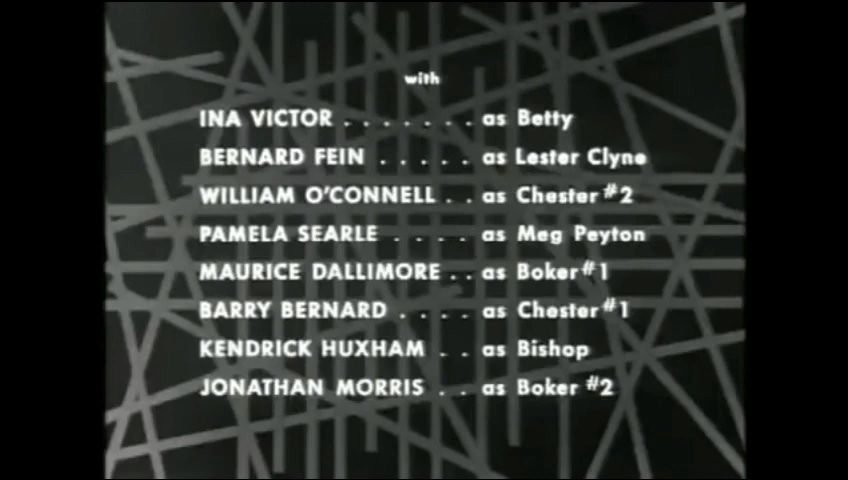 with
INA VICTOR . . . . . . . as Betty
BERNARD FEIN . . . . . as Lester Clyne
WILLIAM O'CONNELL . . as Chester #2
PAMELA SEARLE . . . . as Meg Peyton
MAURICE DALLIMORE . . as Boker #1
BARRY BERNARD . . . . as Chester #1
KENDRICK HUXHAM . . as Bishop
JONATHAN MORRIS . . as Boker #2